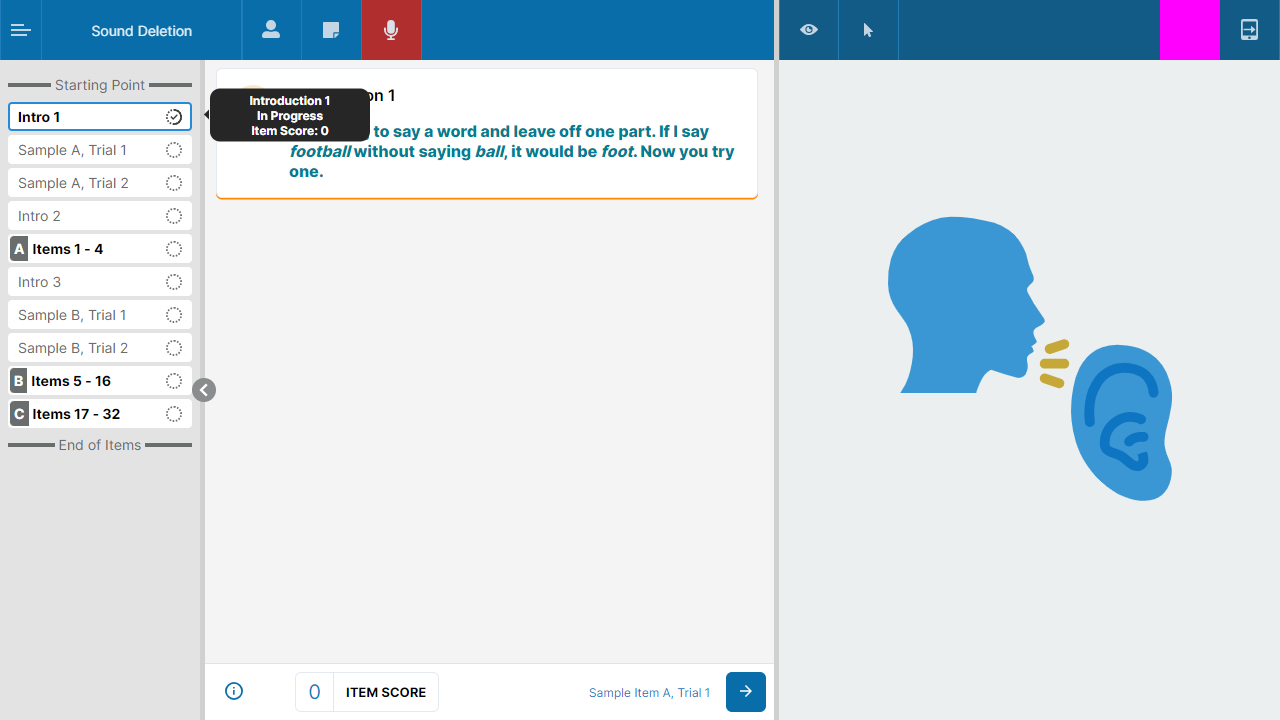 Sound Deletion
Starting Point
Intro 1
Sample A, Trial 1
Sample A, Trial 2
Intro 2
A Items 1 - 4
Intro 3
Sample B, Trial 1
Sample B, Trial 2
B Items 5 - 16
C Items 17 - 32
End of Items
Introduction 1
In Progress
Item Score: 0
on 1
to say a word and leave off one part. If I say
football without saying ball, it would be foot. Now you try
one.
0 ITEM SCORE
Sample Item A, Trial 1